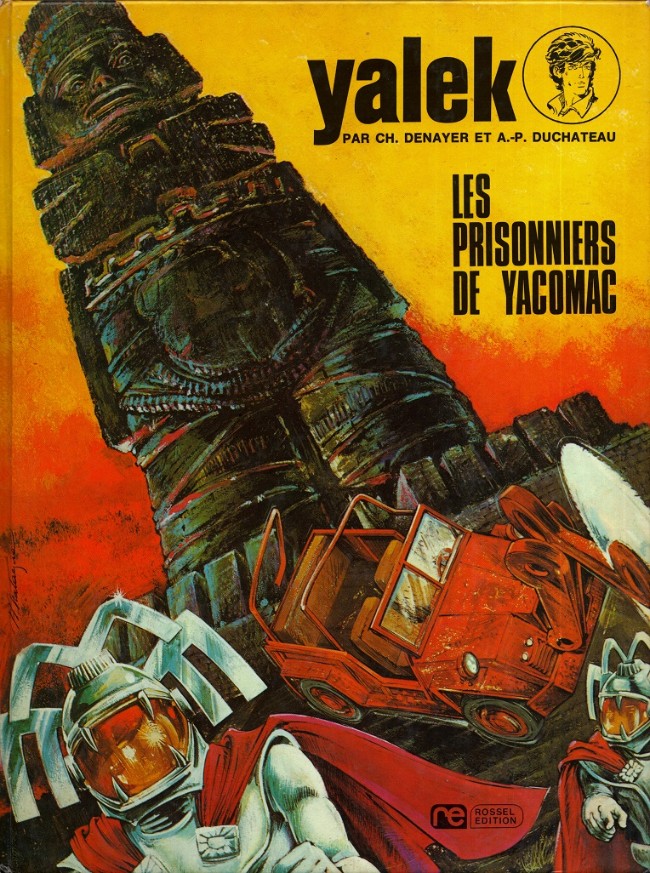 yalek
PAR CH. DENAYER ET A.-P. DUCHATEAU
LES
PRISONNIERS
DE YACOMAC
re
ROSSEL
EDITION